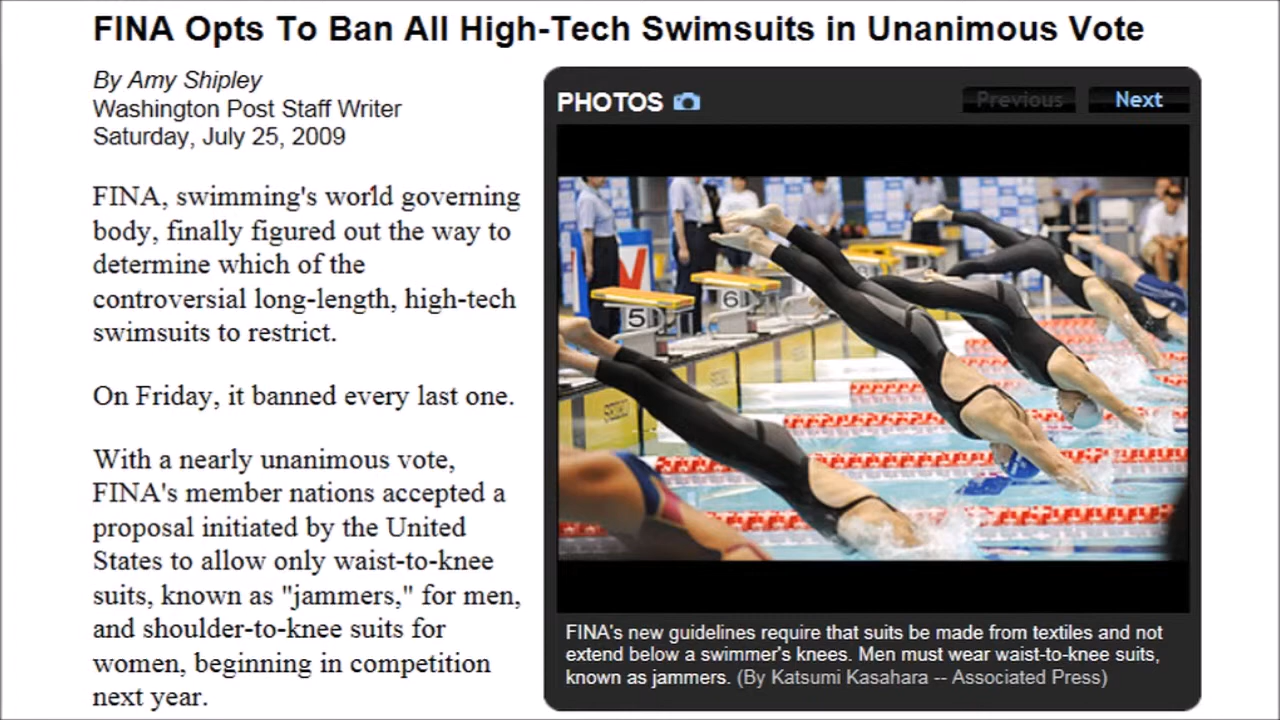 FINA Opts To Ban All High-Tech Swimsuits in Unanimous Vote
By Amy Shipley
Washington Post Staff Writer
Saturday, July 25, 2009
FINA, swimming's world governing
body, finally figured out the way to
determine which of the
controversial long-length, high-tech
swimsuits to restrict.
On Friday, it banned every last one.
With a nearly unanimous vote,
FINA's member nations accepted a
proposal initiated by the United
States to allow only waist-to-knee
suits, known as "jammers," for men,
and shoulder-to-knee suits for
women, beginning in competition
next year.
PHOTOS
Previous
Next
5
6
FINA's new guidelines require that suits be made from textiles and not
extend below a swimmer's knees. Men must wear waist-to-knee suits,
known as jammers. (By Katsumi Kasahara -- Associated Press)